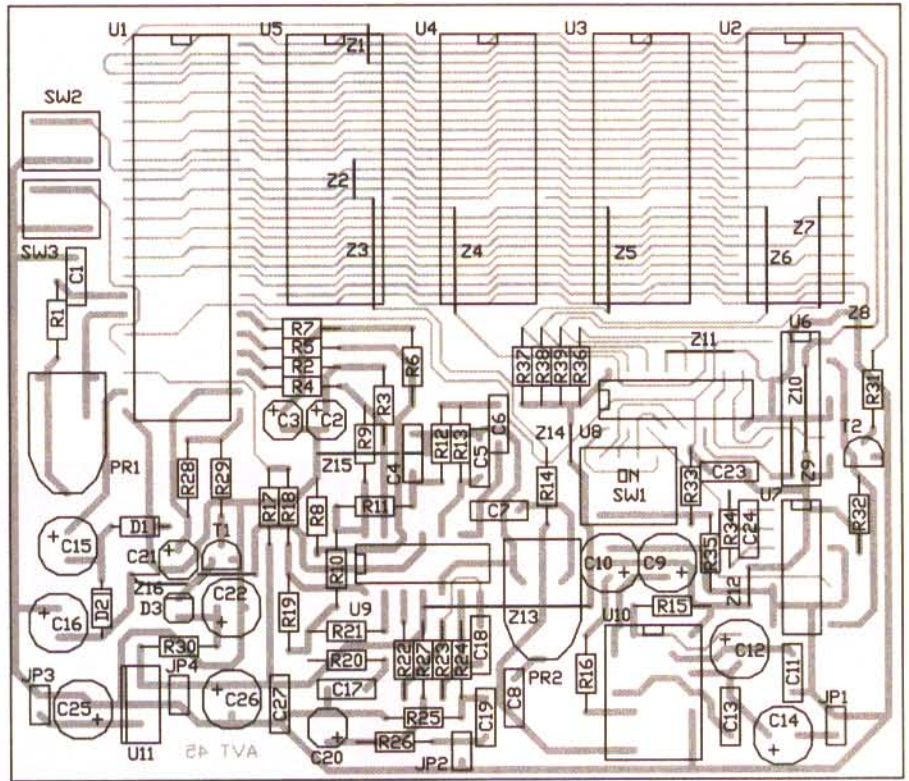 U1
U5
U4
U3
U2
Z1
SW2
Z2
SW3
Z3
Z4
Z5
Z6
Z7
C1
R1
R7
R5
R2
R4
R6
R3
C3
C2
R37
R38
R39
R36
Z11
U6
Z8
Z10
R31
T2
PR1
R28
R29
Z15
R9
C4
R12
R13
C5
C6
Z14
U8
R14
ON
SW1
R33
C23
Z9
U7
R17
R18
R8
R11
C7
R34
C24
R35
R32
C15
D1
C21
T1
R10
C10
C9
Z12
Z16
D2
D3
C22
R19
U9
Z13
U10
R15
C16
R21
C18
C12
R30
R20
R22
R27
R23
R24
PR2
R16
C11
JP3
JP4
C25
C26
C27
C17
R25
C19
C8
C13
C14
JP1
U11
AVT 45
C20
R26
JP2